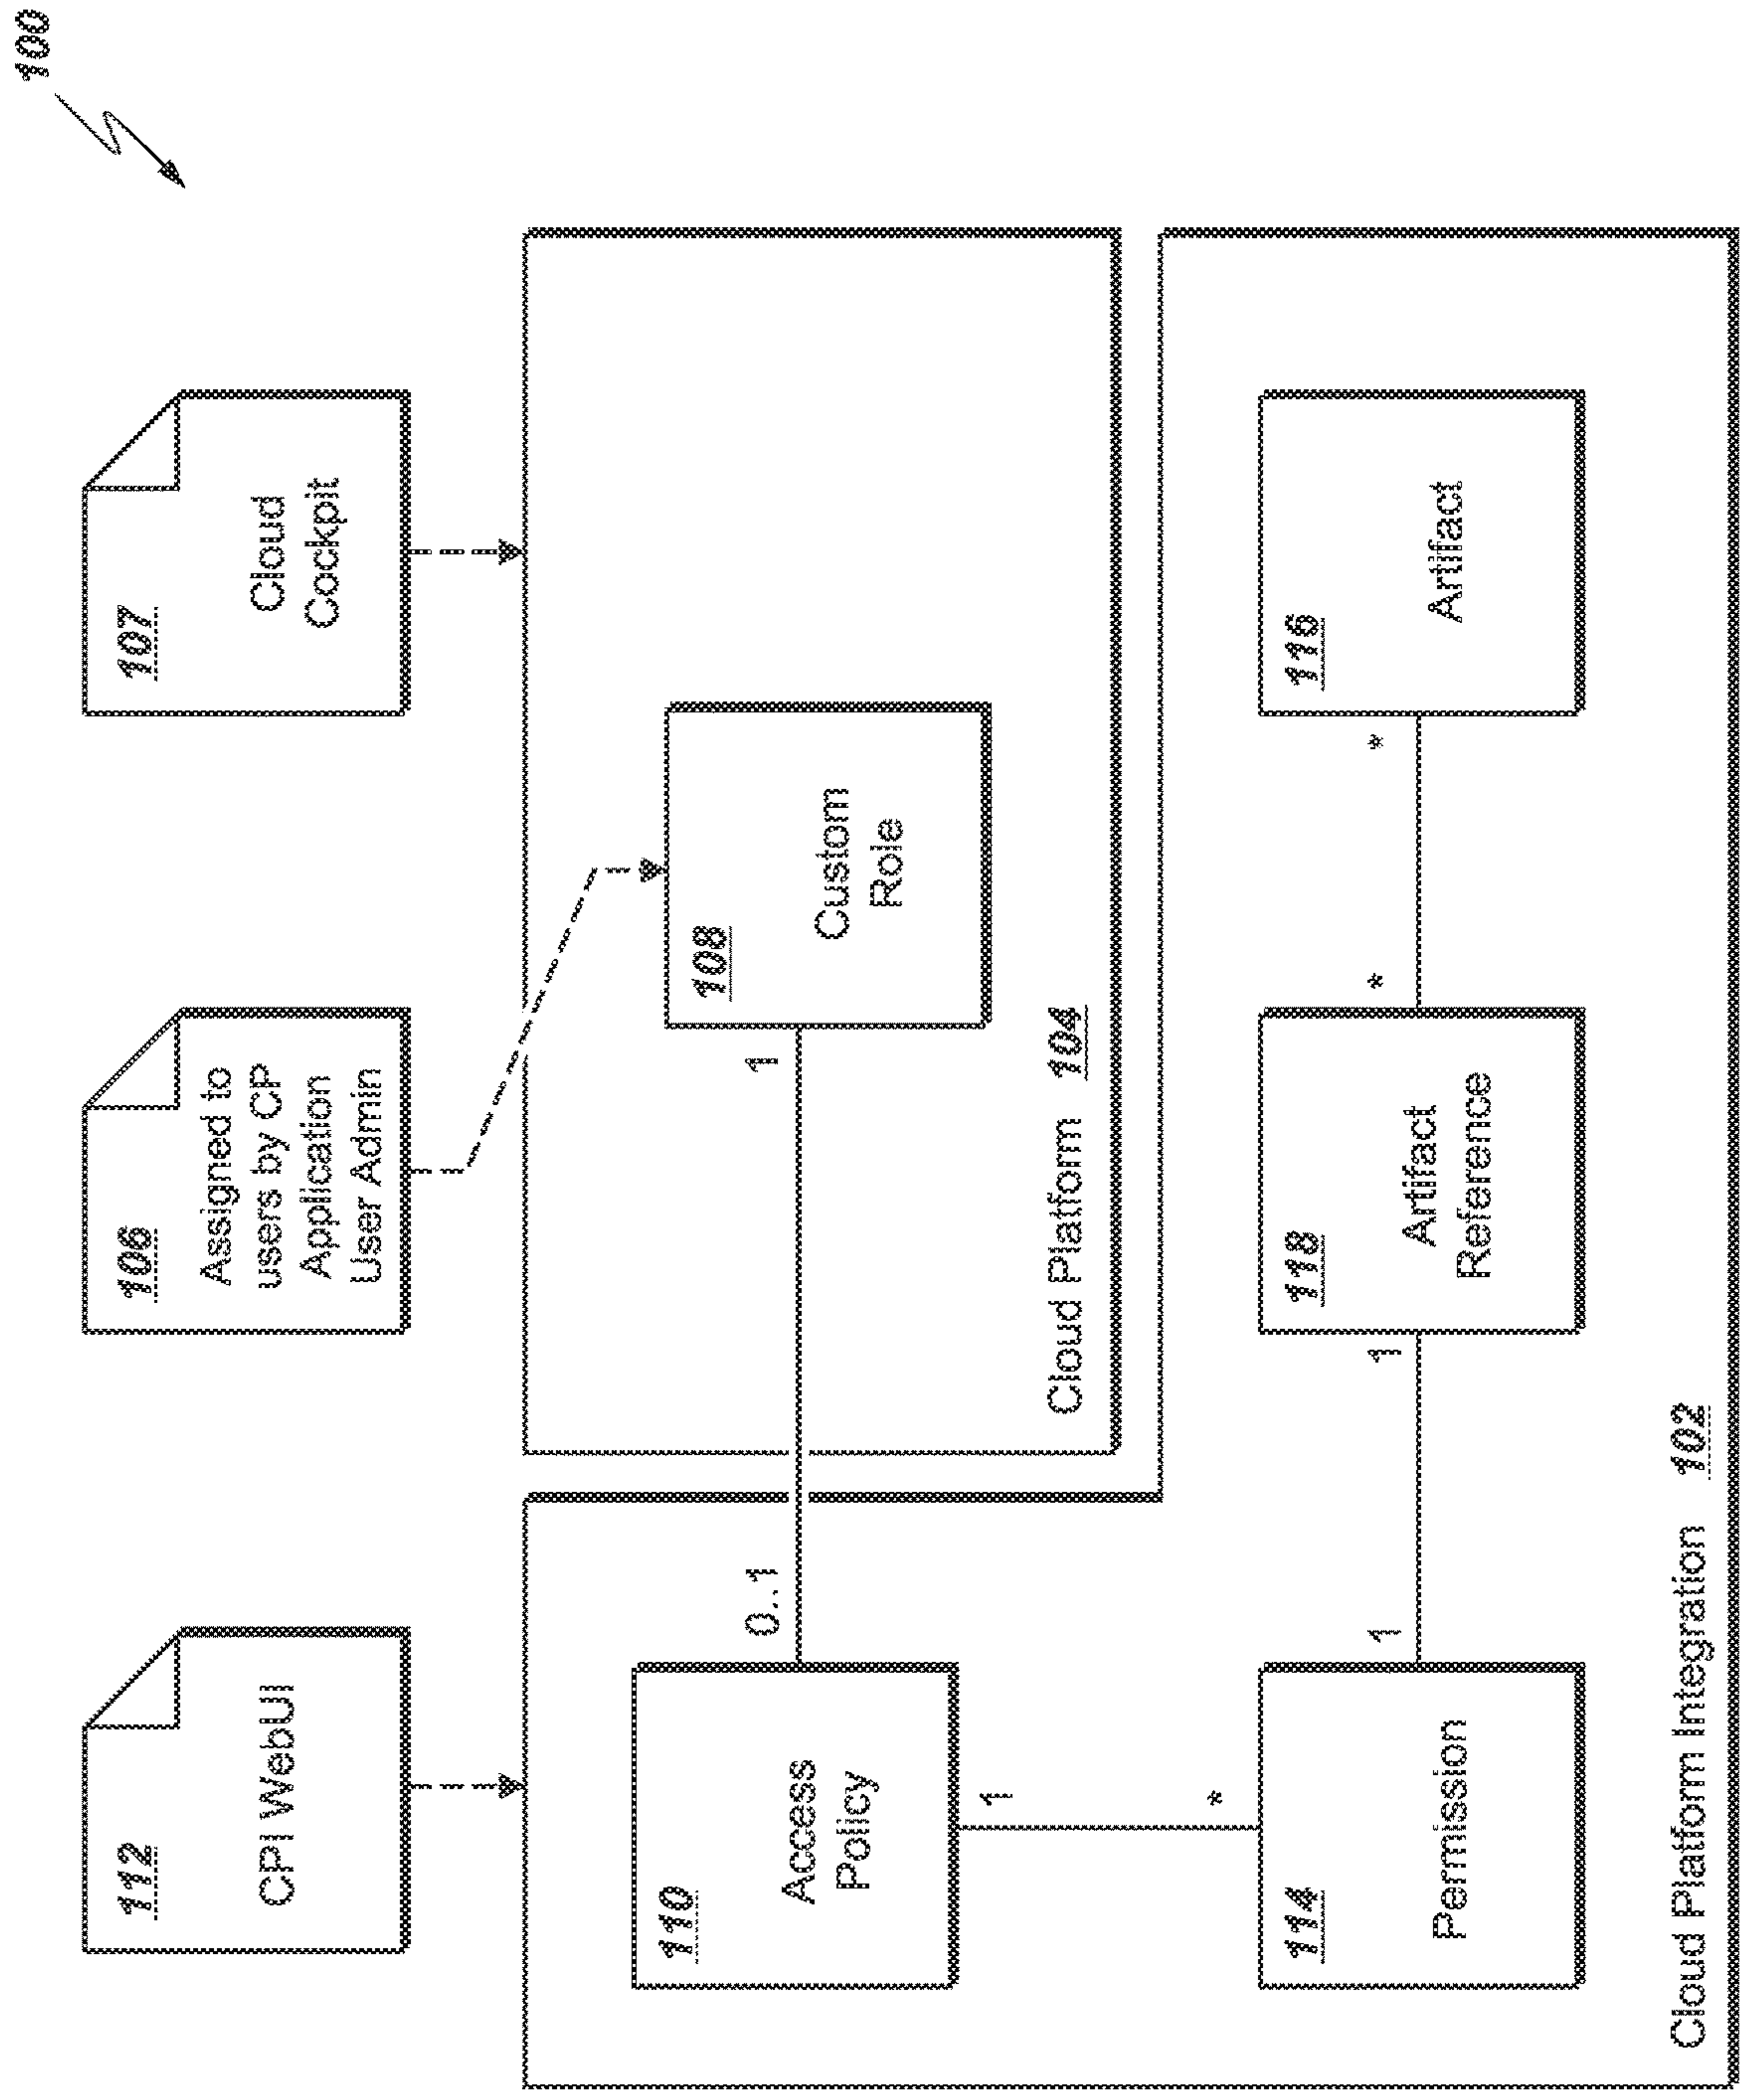 100
112
CPI WebUI
106
Assigned to
users by CP
Application
User Admin
107
Cloud
Cockpit
110
Access
Policy
0..1
1
108
Custom
Role
Cloud Platform 104
1
*
114
Permission
1
1
118
Artifact
Reference
*
*
116
Artifact
Cloud Platform Integration 102